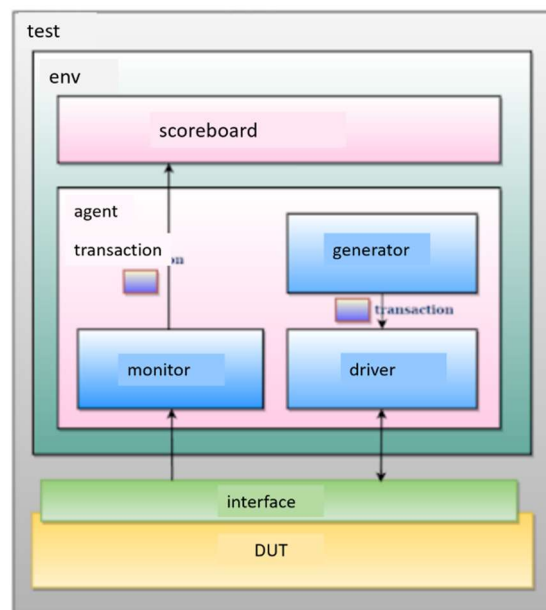 test
env
scoreboard
agent
transaction
generator
transaction
monitor
driver
interface
DUT